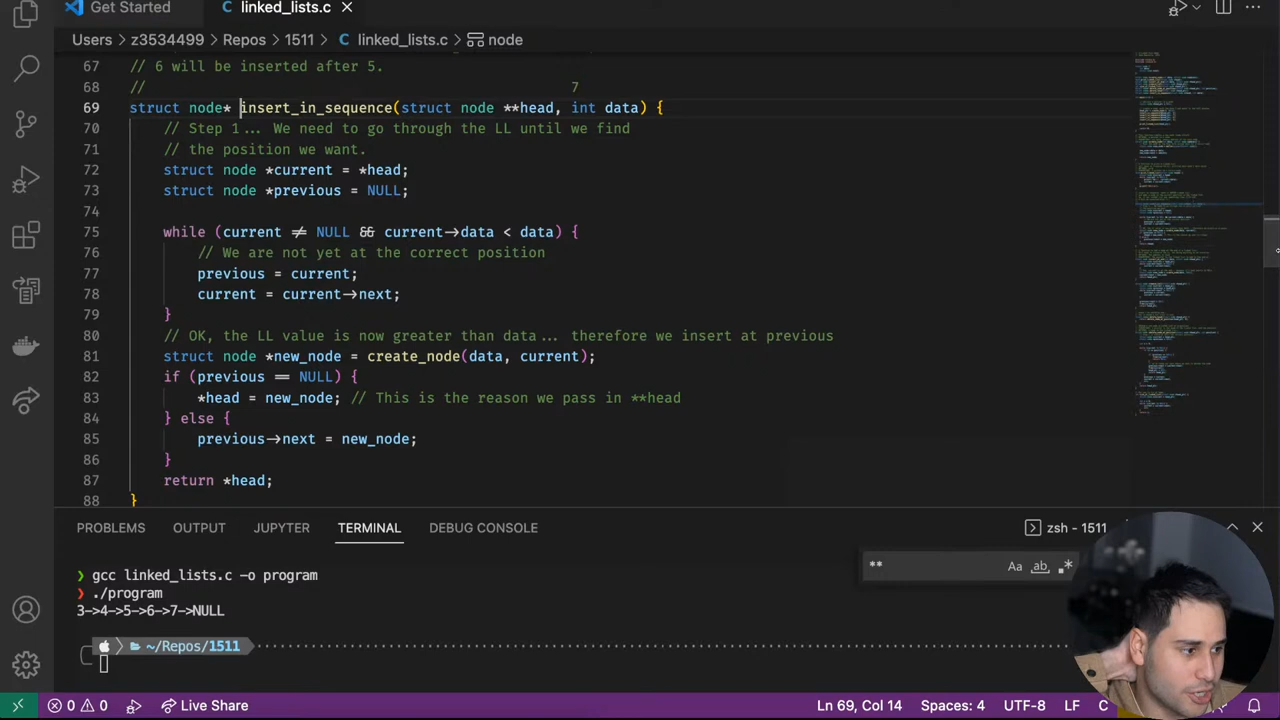 Get Started
C linked_lists.c
Users > z3534499 > Repos > 1511 > C linked_lists.c > node
67 // 6 will be inserted after 5.
68 // 7
69 struct node* insert_in_sequence(struct node **head, int data) {
70 // Step 1... We need to go through the LL until we find
71 // the position we want.
72 struct node *current = *head;
73 struct node *previous = NULL;
74
75 while (current != NULL && current->data < data) {
76 // We are not yet at the correct position
77 previous = current;
78 current = current->next;
79 }
80 // OK, the LL node is now greater than data... therefore we insert at previous
81 struct node *new_node = create_node(data, current);
82 if (previous == NULL) {
83 *head = new_node; // This is the reason we pass in **head
84 } else {
85 previous->next = new_node;
86 }
87 return *head;
88 }
PROBLEMS OUTPUT JUPYTER TERMINAL DEBUG CONSOLE
zsh - 1511
**
Aa ab .*
❯ gcc linked_lists.c -o program
❯ ./program
3->4->5->6->7->NULL
~/Repos/1511
0 0 Live Share Ln 69, Col 14 Spaces: 4 UTF-8 LF C